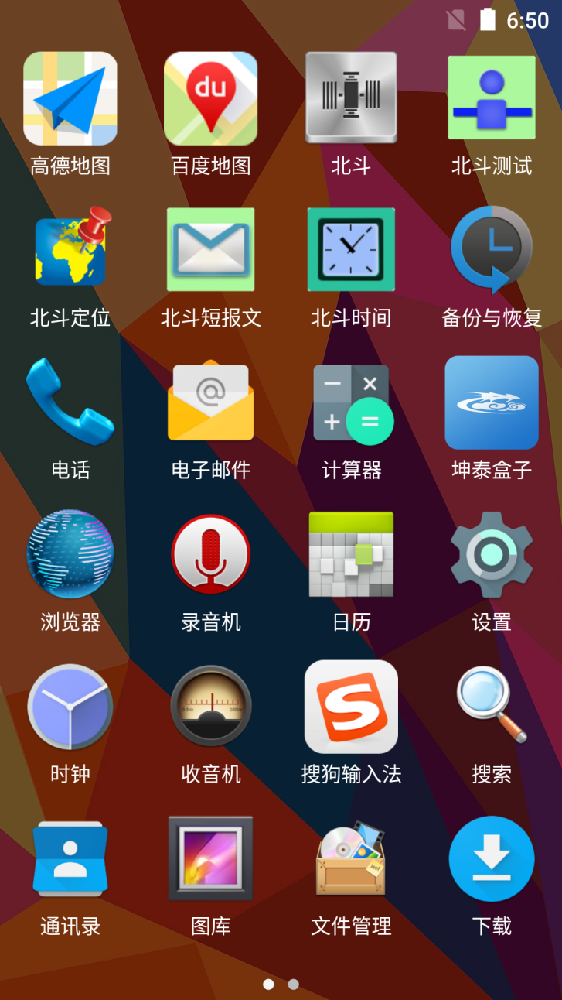 6:50
du
高德地图
百度地图
北斗
北斗测试
北斗定位
北斗短报文
北斗时间
备份与恢复
@
电话
电子邮件
计算器
坤泰盒子
浏览器
录音机
日历
设置
S
时钟
收音机
搜狗输入法
搜索
通讯录
图库
文件管理
下载